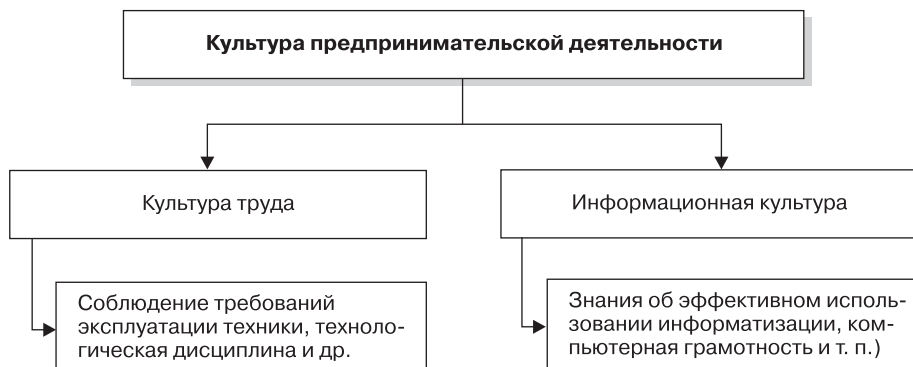 Культура предпринимательской деятельности
Культура труда
Информационная культура
Соблюдение требований
эксплуатации техники, техноло-
гическая дисциплина и др.
Знания об эффективном исполь-
зовании информатизации, ком-
пьютерная грамотность и т. п.)